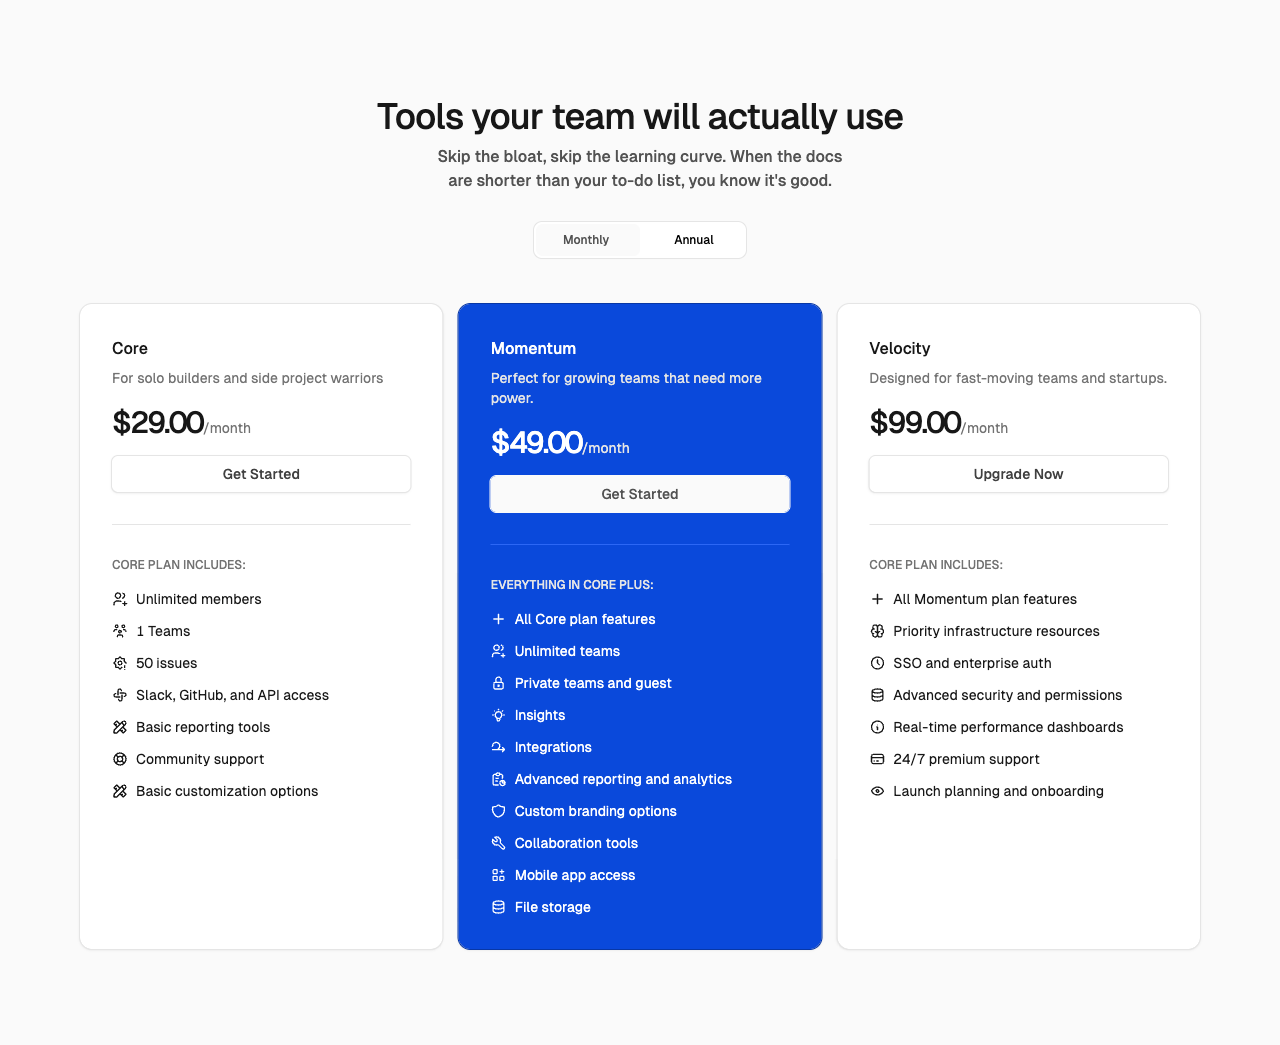 Tools your team will actually use
Skip the bloat, skip the learning curve. When the docs
are shorter than your to-do list, you know it's good.
Monthly
Annual
Core
For solo builders and side project warriors
$29.00/month
Get Started
CORE PLAN INCLUDES:
Unlimited members
1 Teams
50 issues
Slack, GitHub, and API access
Basic reporting tools
Community support
Basic customization options
Momentum
Perfect for growing teams that need more
power.
$49.00/month
Get Started
EVERYTHING IN CORE PLUS:
All Core plan features
Unlimited teams
Private teams and guest
Insights
Integrations
Advanced reporting and analytics
Custom branding options
Collaboration tools
Mobile app access
File storage
Velocity
Designed for fast-moving teams and startups.
$99.00/month
Upgrade Now
CORE PLAN INCLUDES:
All Momentum plan features
Priority infrastructure resources
SSO and enterprise auth
Advanced security and permissions
Real-time performance dashboards
24/7 premium support
Launch planning and onboarding